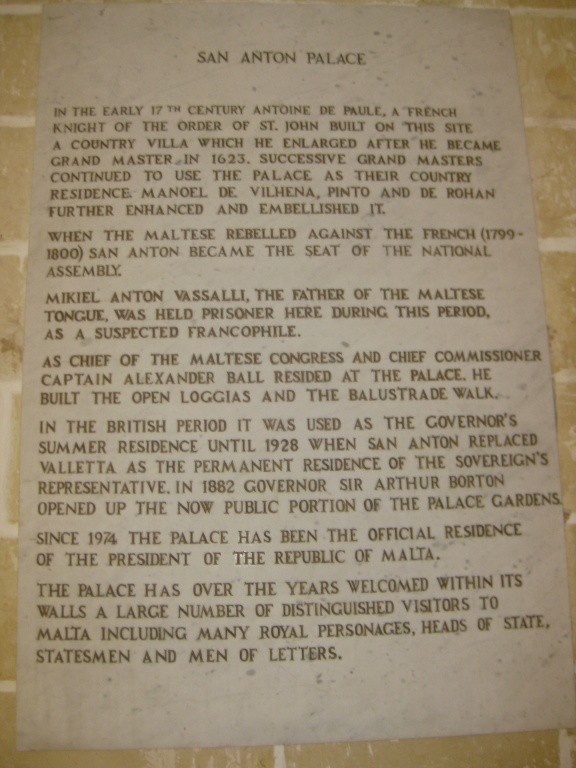 SAN ANTON PALACE
IN THE EARLY 17TH CENTURY ANTOINE DE PAULE, A FRENCH
KNIGHT OF THE ORDER OF ST. JOHN BUILT ON THIS SITE
A COUNTRY VILLA WHICH HE ENLARGED AFTER HE BECAME
GRAND MASTER IN 1623. SUCCESSIVE GRAND MASTERS
CONTINUED TO USE THE PALACE AS THEIR COUNTRY
RESIDENCE. MANOEL DE VILHENA, PINTO AND DE ROHAN
FURTHER ENHANCED AND EMBELLISHED IT.
WHEN THE MALTESE REBELLED AGAINST THE FRENCH (1799-
1800) SAN ANTON BECAME THE SEAT OF THE NATIONAL
ASSEMBLY.
MIKIEL ANTON VASSALLI, THE FATHER OF THE MALTESE
TONGUE, WAS HELD PRISONER HERE DURING THIS PERIOD,
AS A SUSPECTED FRANCOPHILE.
AS CHIEF OF THE MALTESE CONGRESS AND CHIEF COMMISSIONER
CAPTAIN ALEXANDER BALL RESIDED AT THE PALACE. HE
BUILT THE OPEN LOGGIAS AND THE BALUSTRADE WALK.
IN THE BRITISH PERIOD IT WAS USED AS THE GOVERNOR'S
SUMMER RESIDENCE UNTIL 1928 WHEN SAN ANTON REPLACED
VALLETTA AS THE PERMANENT RESIDENCE OF THE SOVEREIGN'S
REPRESENTATIVE. IN 1882 GOVERNOR SIR ARTHUR BORTON
OPENED UP THE NOW PUBLIC PORTION OF THE PALACE GARDENS.
SINCE 1974 THE PALACE HAS BEEN THE OFFICIAL RESIDENCE
OF THE PRESIDENT OF THE REPUBLIC OF MALTA.
THE PALACE HAS OVER THE YEARS WELCOMED WITHIN ITS
WALLS A LARGE NUMBER OF DISTINGUISHED VISITORS TO
MALTA INCLUDING MANY ROYAL PERSONAGES, HEADS OF STATE,
STATESMEN AND MEN OF LETTERS.